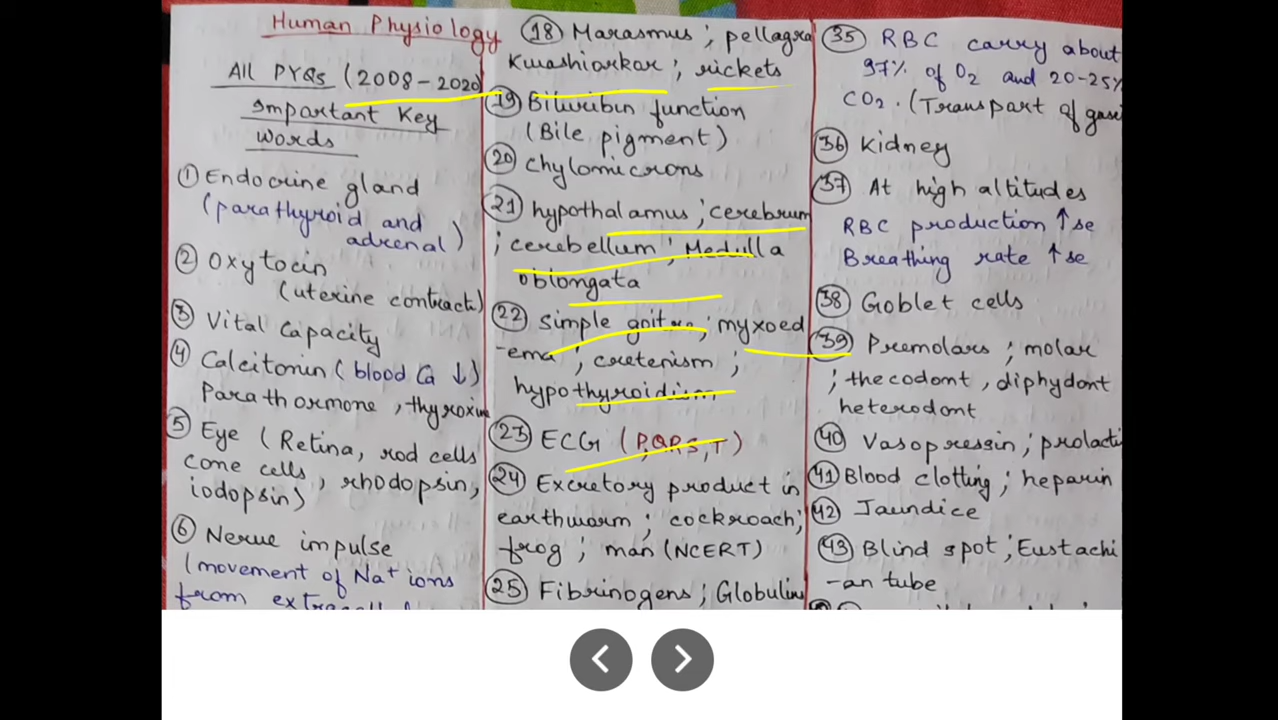 Human Physiology
All PYQs (2008-2020)
Important Key
Words
① Endocrine gland
(parathyroid and
adrenal)
② Oxytocin
(uterine contract)
③ Vital Capacity
④ Calcitonin (blood Ca ↓)
Parathormone, thyroxine
⑤ Eye (Retina, rod cells
cone cells, rhodopsin,
iodopsin)
⑥ Nerve impulse
(movement of Na+ ions
from
⑱ Marasmus; pellagra
Kwashiorkar; rickets
⑲ Biluribin function
(Bile pigment)
⑳ Chylomicrons
㉑ hypothalamus; cerebrum
; cerebellum; Medulla
oblongata
㉒ Simple goiter; myxoed
-ema; cretenism;
hypothyroidism
㉓ ECG (P,QRS,T)
㉔ Excretory product in
earthworm; cockroach;
frog; man (NCERT)
㉕ Fibrinogens; Globulins
㉟ RBC carry about
97% of O2 and 20-25%
CO2. (Transport of gase
㊱ Kidney
㊲ At high altitudes
RBC production ↑se
Breathing rate ↑se
㊳ Goblet cells
㊴ Premolars; molar
; thecodont, diphydont
heterodont
㊵ Vasopressin; prolacti
㊶ Blood clotting; heparin
㊷ Jaundice
㊸ Blind spot; Eustachi
-an tube